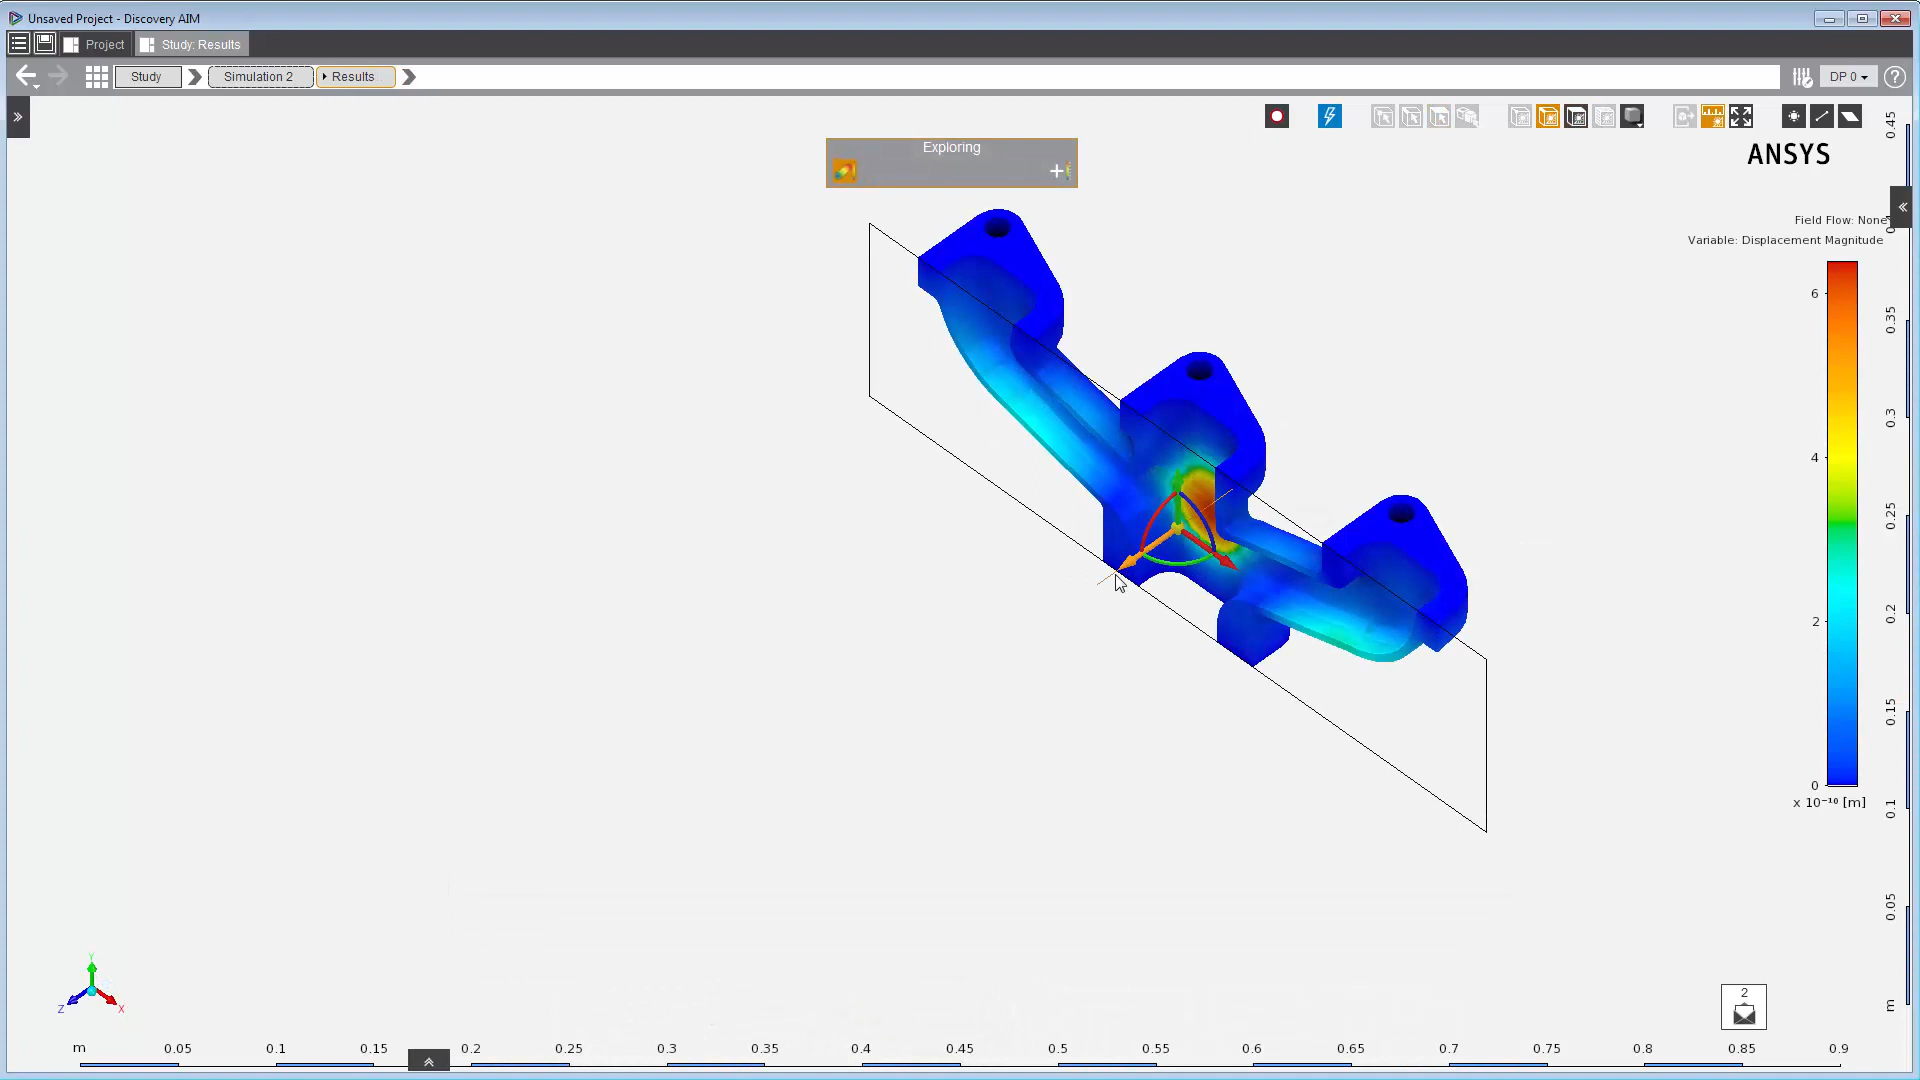 Unsaved Project - Discovery AIM
Project
Study: Results
Study
Simulation 2
Results
DP 0
?
Exploring
ANSYS
Field Flow: None
Variable: Displacement Magnitude
6
4
2
0
x 10⁻¹⁰ [m]
0.45
0.35
0.3
0.25
0.2
0.15
0.1
0.05
m
2
Y
Z
X
m
0.05
0.1
0.15
0.2
0.25
0.3
0.35
0.4
0.45
0.5
0.55
0.6
0.65
0.7
0.75
0.8
0.85
0.9